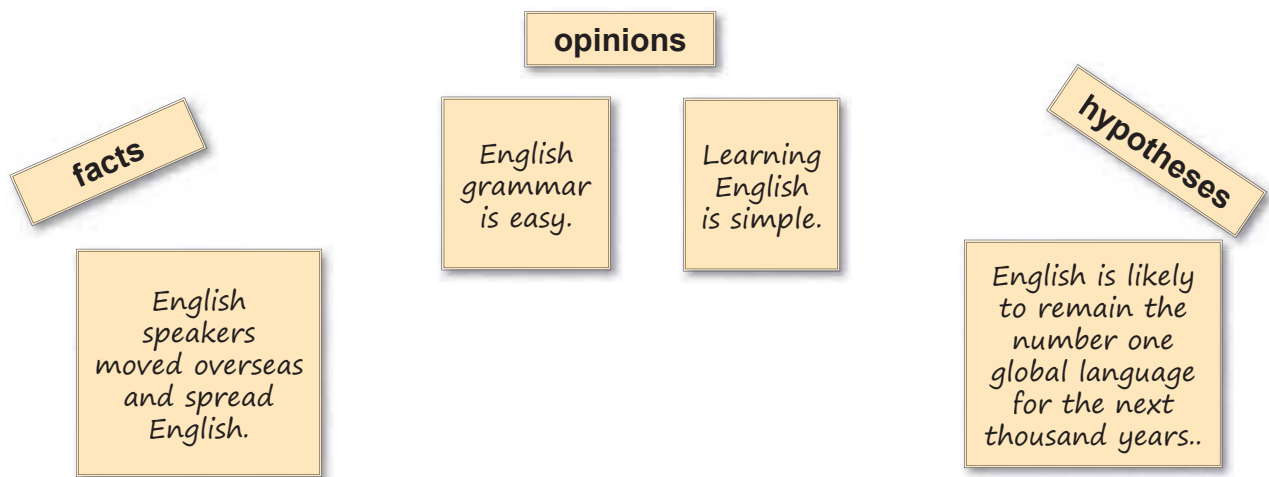 opinions
facts
hypotheses
English
grammar
is easy.
Learning
English
is simple.
English
speakers
moved overseas
and spread
English.
English is likely
to remain the
number one
global language
for the next
thousand years..